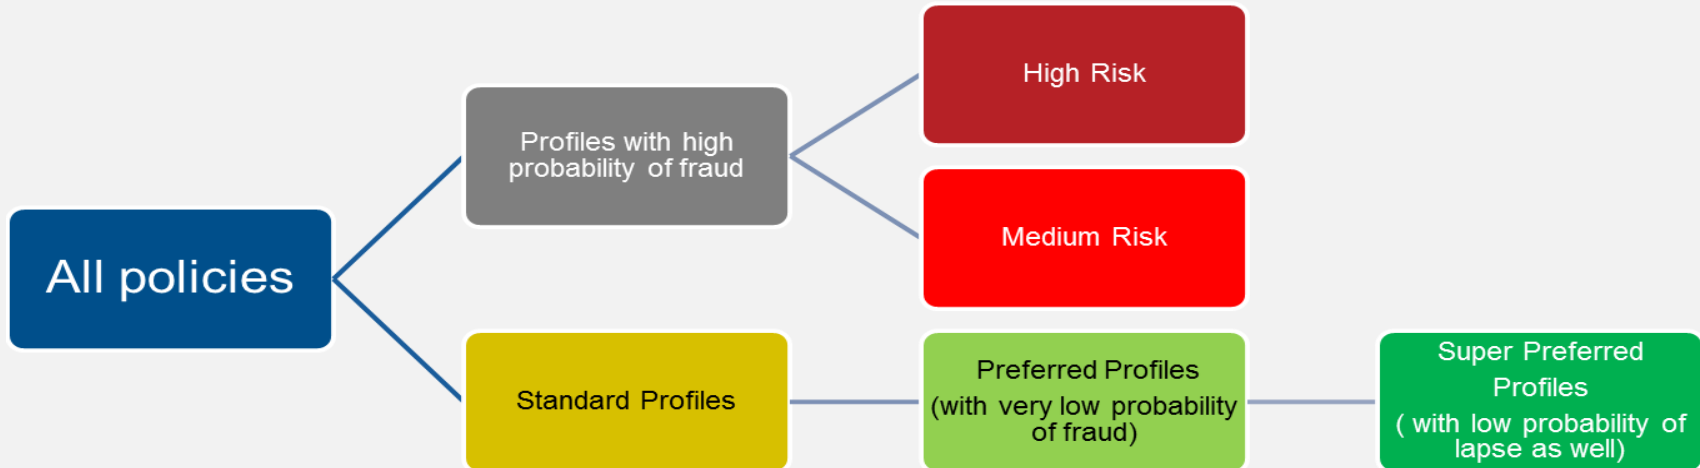 All policies
Profiles with high
probability of fraud
High Risk
Medium Risk
Standard Profiles
Preferred Profiles
(with very low probability
of fraud)
Super Preferred
Profiles
( with low probability of
lapse as well)